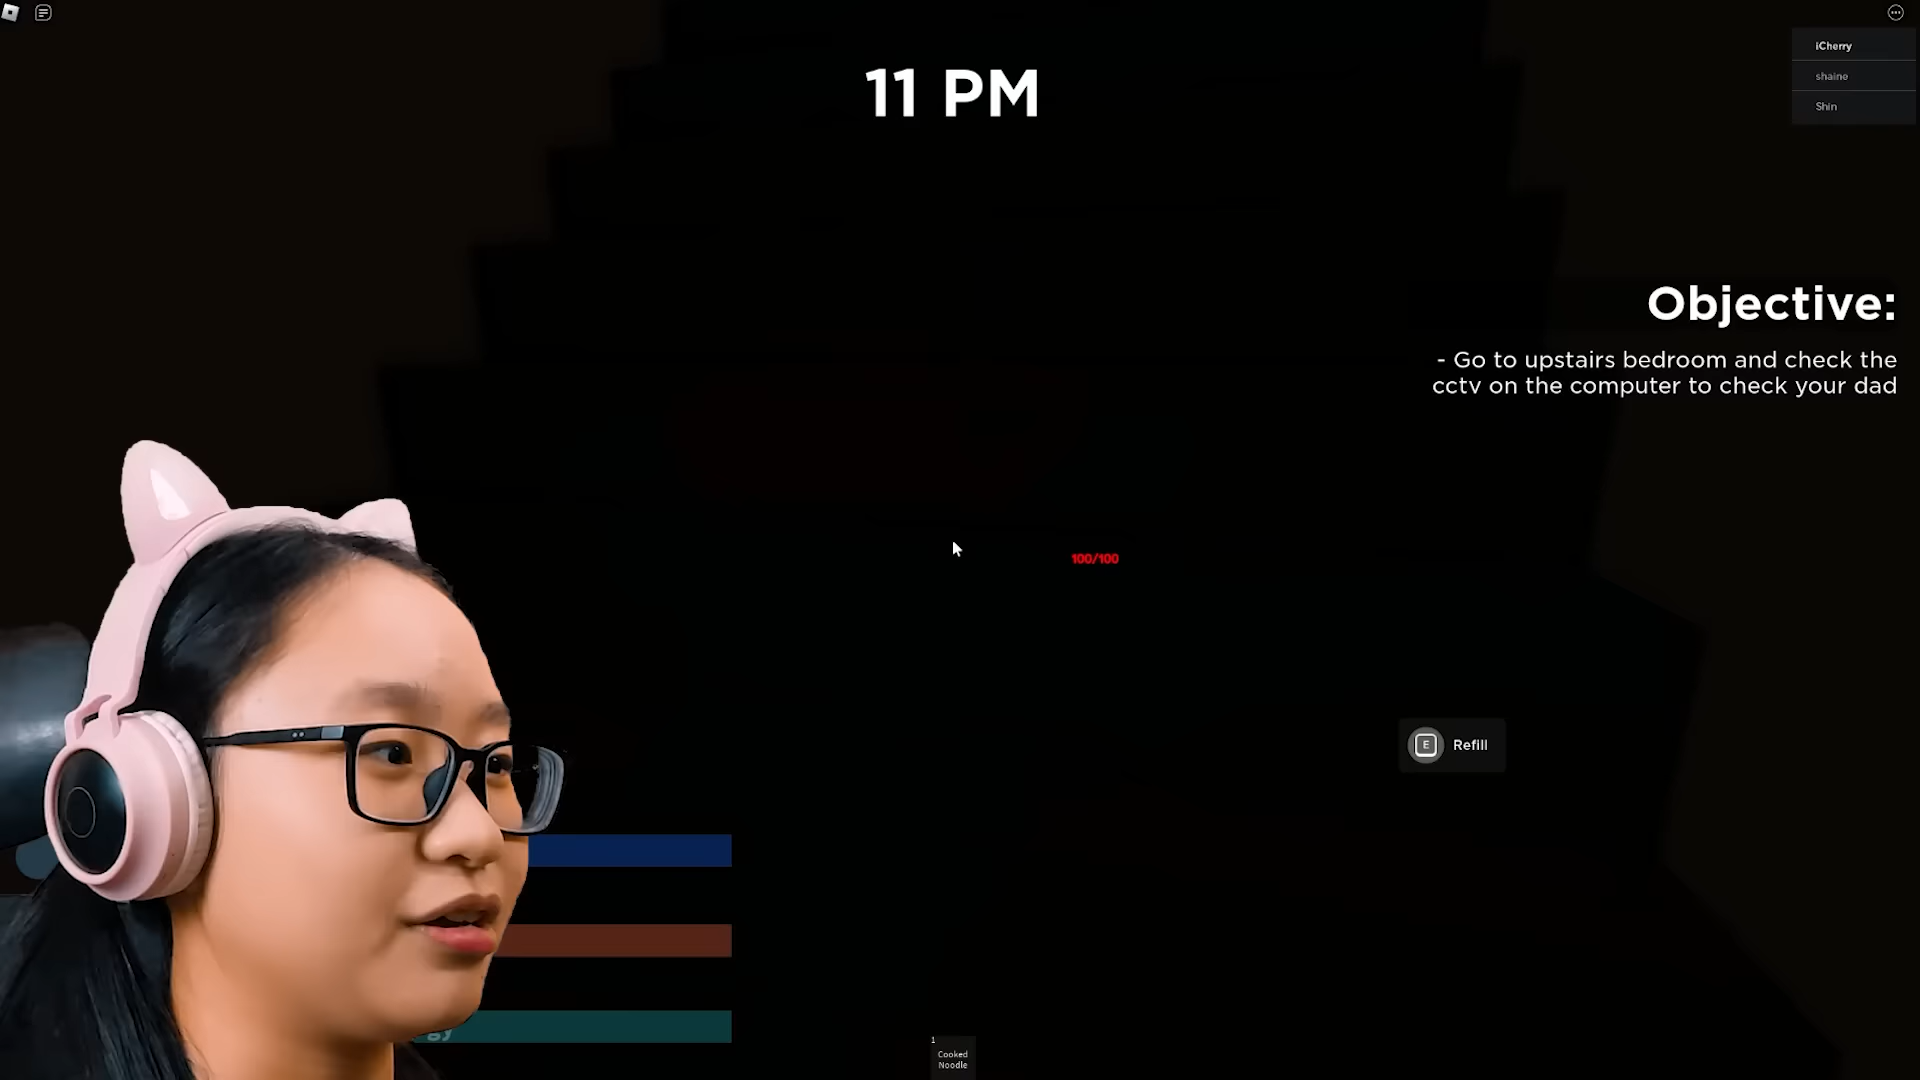 11 PM
iCherry
shaine
Shin
Objective:
- Go to upstairs bedroom and check the
cctv on the computer to check your dad
100/100
E Refill
gy
1
Cooked
Noodle